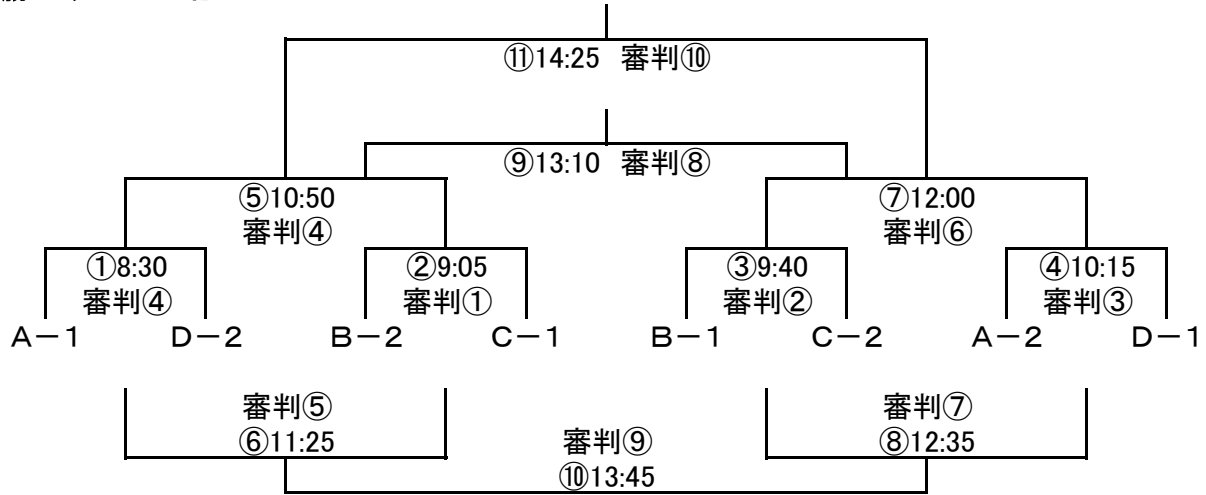 ⑪14:25 審判⑩
⑨13:10 審判⑧
⑤10:50
審判④
⑦12:00
審判⑥
①8:30
審判④
②9:05
審判①
③9:40
審判②
④10:15
審判③
A-1 D-2 B-2 C-1 B-1 C-2 A-2 D-1
審判⑤
⑥11:25
審判⑨
⑩13:45
審判⑦
⑧12:35